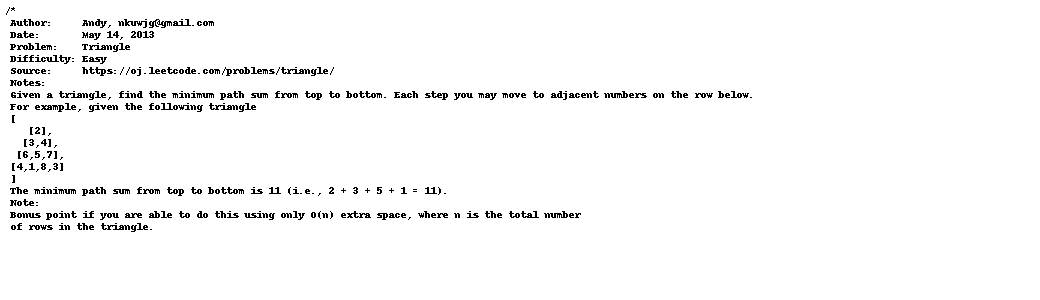 /*
Author:     Andy, nkuwjg@gmail.com
Date:       May 14, 2013
Problem:    Triangle
Difficulty: Easy
Source:     https://oj.leetcode.com/problems/triangle/
Notes:
Given a triangle, find the minimum path sum from top to bottom. Each step you may move to adjacent numbers on the row below.
For example, given the following triangle
[
   [2],
  [3,4],
 [6,5,7],
[4,1,8,3]
]
The minimum path sum from top to bottom is 11 (i.e., 2 + 3 + 5 + 1 = 11).
Note:
Bonus point if you are able to do this using only O(n) extra space, where n is the total number
of rows in the triangle.